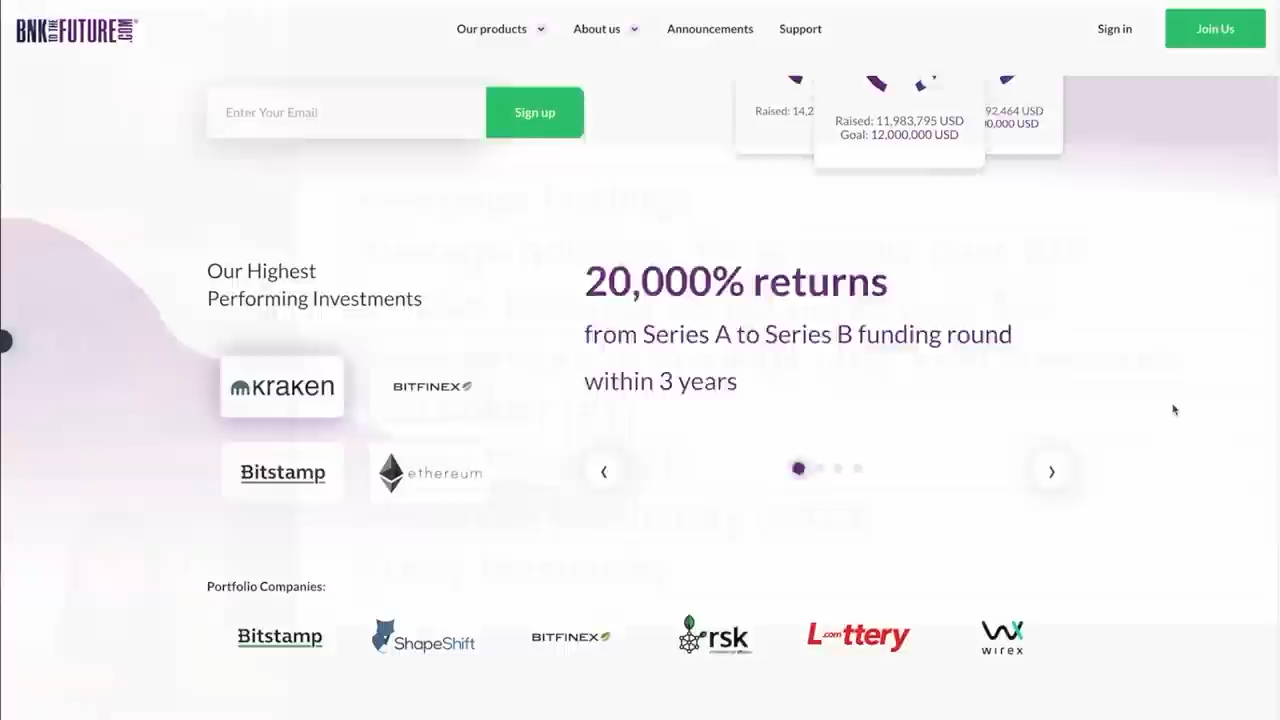 BNK TO THE FUTURE .COM
Our products
About us
Announcements
Support
Sign in
Join Us
Enter Your Email
Sign up
Raised: 14,2
Raised: 11,983,795 USD
Goal: 12,000,000 USD
92.464 USD
00,000 USD
Our Highest
Performing Investments
20,000% returns
from Series A to Series B funding round
within 3 years
kraken
BITFINEX
Bitstamp
ethereum
Portfolio Companies:
Bitstamp
ShapeShift
BITFINEX
rsk
L.com ttery
wirex